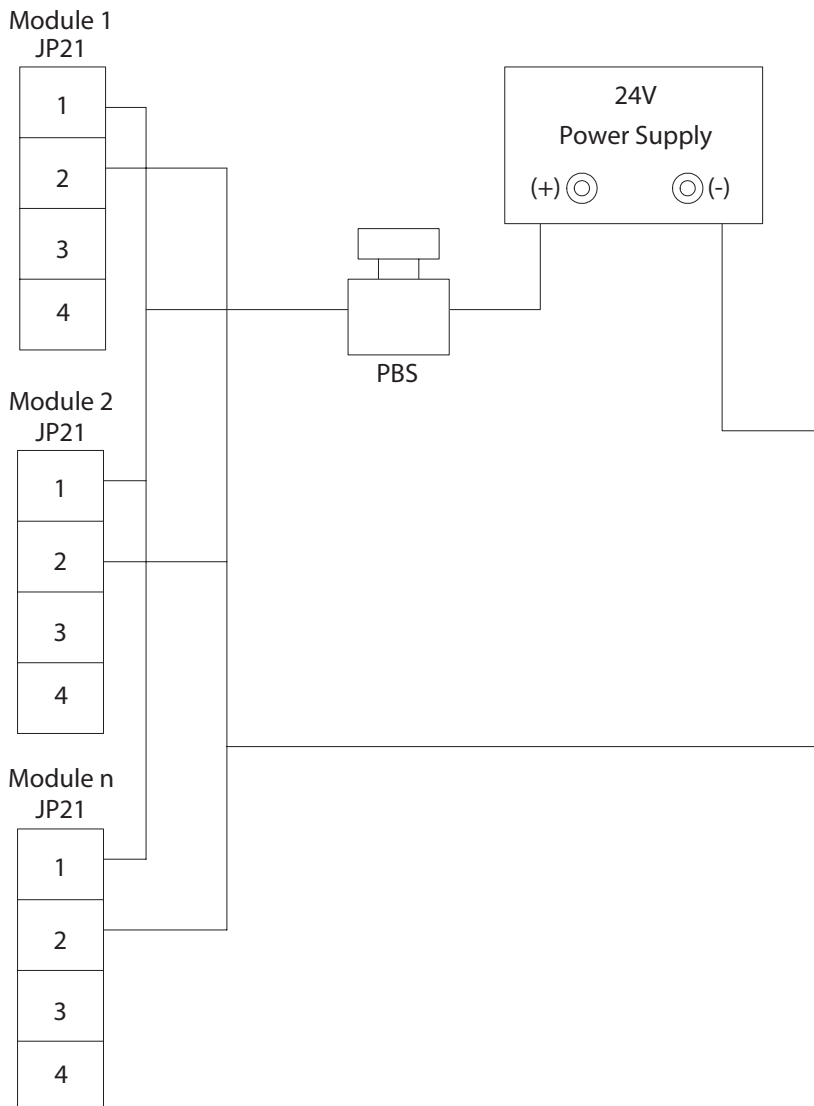 Module 1
JP21
1
2
3
4
24V
Power Supply
(+) (-)
PBS
Module 2
JP21
1
2
3
4
Module n
JP21
1
2
3
4